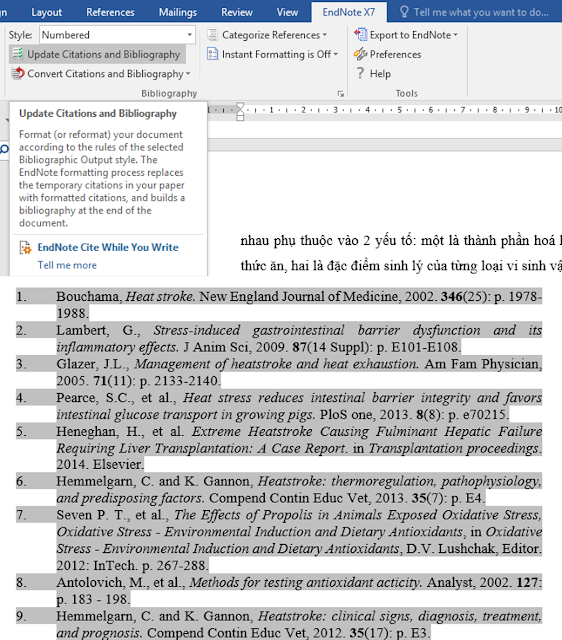 gn Layout References Mailings Review View EndNote X7 Tell me what you want to do...
Style: Numbered Categorize References Export to EndNote
Update Citations and Bibliography Instant Formatting is Off Preferences
Convert Citations and Bibliography ? Help
Bibliography Tools
Update Citations and Bibliography
Format (or reformat) your document
according to the rules of the selected
Bibliographic Output style. The
EndNote formatting process replaces
the temporary citations in your paper
with formatted citations, and builds a
bibliography at the end of the
document.
EndNote Cite While You Write
Tell me more
1 1 2 3 4 5 6 7 8 9 10
nhau phụ thuộc vào 2 yếu tố: một là thành phần hoá
thức ăn, hai là đặc điểm sinh lý của từng loại vi sinh vậ
1. Bouchama, Heat stroke. New England Journal of Medicine, 2002. 346(25): p. 1978-
1988.
2. Lambert, G., Stress-induced gastrointestinal barrier dysfunction and its
inflammatory effects. J Anim Sci, 2009. 87(14 Suppl): p. E101-E108.
3. Glazer, J.L., Management of heatstroke and heat exhaustion. Am Fam Physician,
2005. 71(11): p. 2133-2140.
4. Pearce, S.C., et al., Heat stress reduces intestinal barrier integrity and favors
intestinal glucose transport in growing pigs. PloS one, 2013. 8(8): p. e70215.
5. Heneghan, H., et al. Extreme Heatstroke Causing Fulminant Hepatic Failure
Requiring Liver Transplantation: A Case Report. in Transplantation proceedings.
2014. Elsevier.
6. Hemmelgarn, C. and K. Gannon, Heatstroke: thermoregulation, pathophysiology,
and predisposing factors. Compend Contin Educ Vet, 2013. 35(7): p. E4.
7. Seven P. T., et al., The Effects of Propolis in Animals Exposed Oxidative Stress,
Oxidative Stress - Environmental Induction and Dietary Antioxidants, in Oxidative
Stress - Environmental Induction and Dietary Antioxidants, D.V. Lushchak, Editor.
2012: InTech. p. 267-288.
8. Antolovich, M., et al., Methods for testing antioxidant acticity. Analyst, 2002. 127:
p. 183 - 198.
9. Hemmelgarn, C. and K. Gannon, Heatstroke: clinical signs, diagnosis, treatment,
and prognosis. Compend Contin Educ Vet, 2012. 35(17): p. E3.